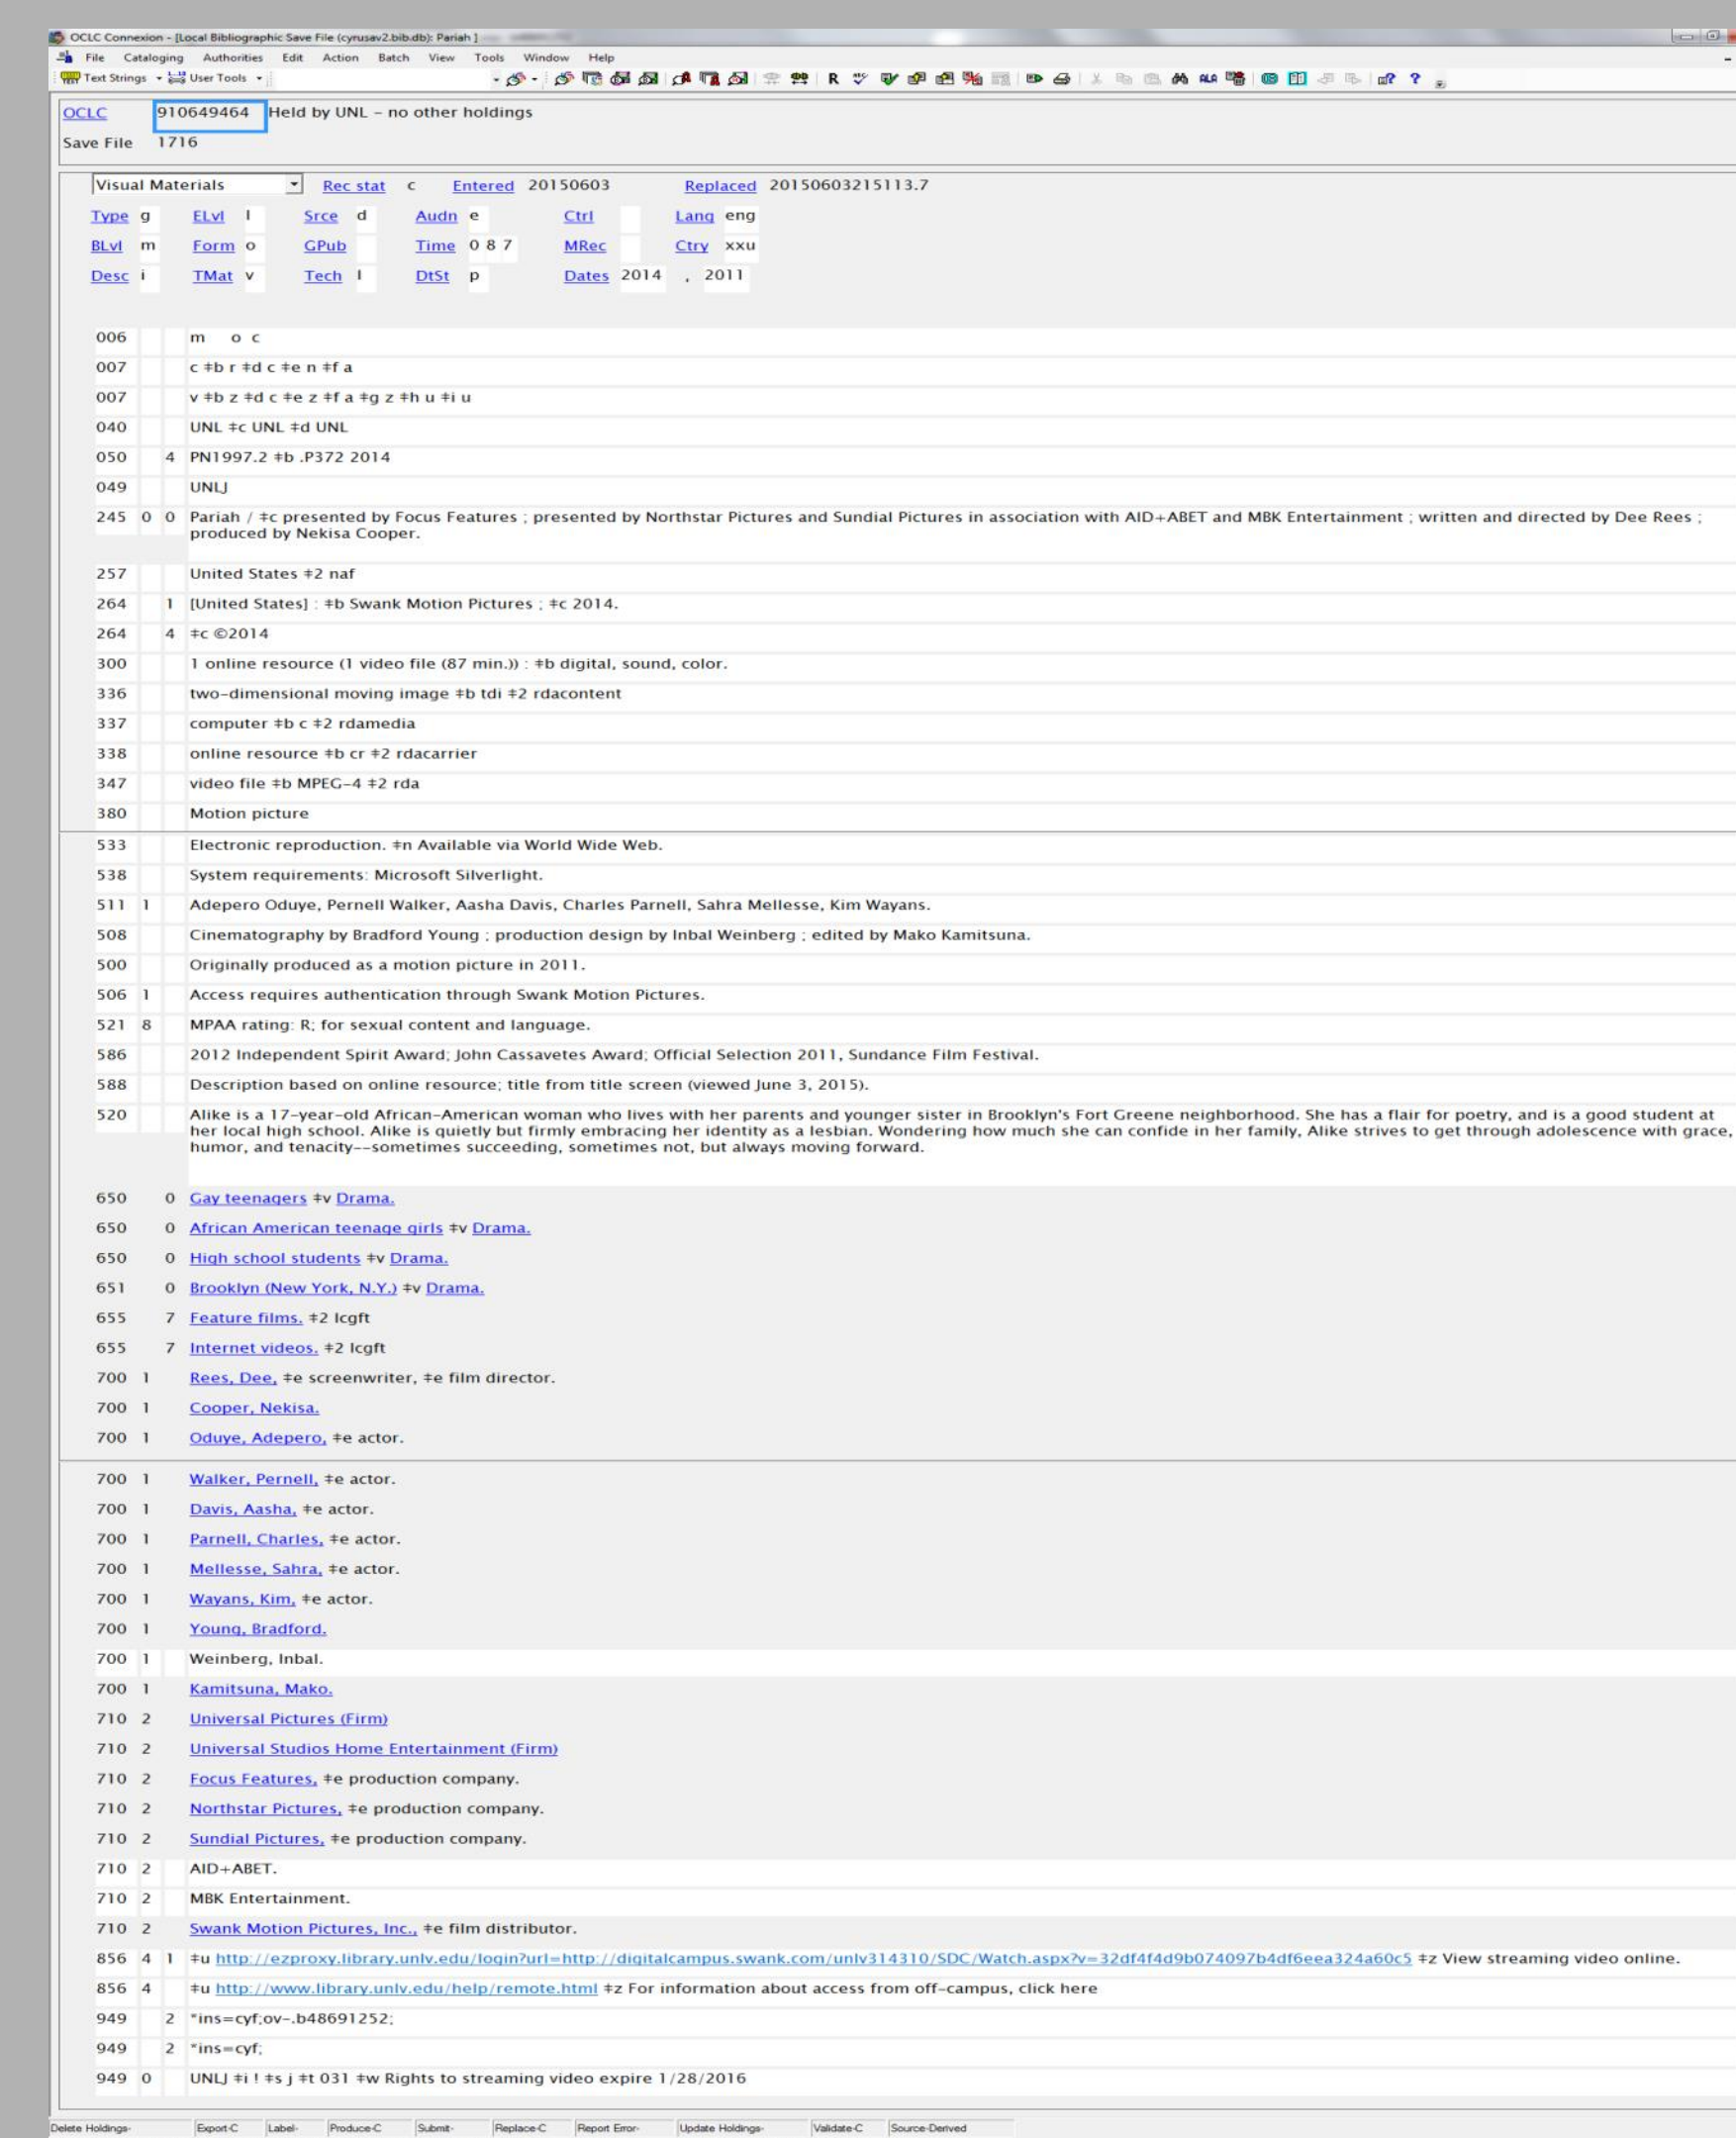 OCLC Connexion - [Local Bibliographic Save File (cyrusav2.bib.db): Pariah ]
File Cataloging Authorities Edit Action Batch View Tools Window Help
Text Strings User Tools
OCLC 910649464 Held by UNL - no other holdings
Save File 1716
Visual Materials Rec stat c Entered 20150603 Replaced 20150603215113.7
Type g ELvl I Srce d Audn e Ctrl Lang eng
BLvl m Form o GPub Time 0 8 7 MRec Ctry xxu
Desc i TMat v Tech l DtSt p Dates 2014 , 2011
006 m o c
007 c ‡b r ‡d c ‡e n ‡f a
007 v ‡b z ‡d c ‡e z ‡f a ‡g z ‡h u ‡i u
040 UNL ‡c UNL ‡d UNL
050 4 PN1997.2 ‡b .P372 2014
049 UNLJ
245 0 0 Pariah / ‡c presented by Focus Features ; presented by Northstar Pictures and Sundial Pictures in association with AID+ABET and MBK Entertainment ; written and directed by Dee Rees ;
produced by Nekisa Cooper.
257 United States ‡2 naf
264 1 [United States] : ‡b Swank Motion Pictures ; ‡c 2014.
264 4 ‡c ©2014
300 1 online resource (1 video file (87 min.)) : ‡b digital, sound, color.
336 two-dimensional moving image ‡b tdi ‡2 rdacontent
337 computer ‡b c ‡2 rdamedia
338 online resource ‡b cr ‡2 rdacarrier
347 video file ‡b MPEG-4 ‡2 rda
380 Motion picture
533 Electronic reproduction. ‡n Available via World Wide Web.
538 System requirements: Microsoft Silverlight.
511 1 Adepero Oduye, Pernell Walker, Aasha Davis, Charles Parnell, Sahra Mellesse, Kim Wayans.
508 Cinematography by Bradford Young ; production design by Inbal Weinberg ; edited by Mako Kamitsuna.
500 Originally produced as a motion picture in 2011.
506 1 Access requires authentication through Swank Motion Pictures.
521 8 MPAA rating: R; for sexual content and language.
586 2012 Independent Spirit Award; John Cassavetes Award; Official Selection 2011, Sundance Film Festival.
588 Description based on online resource; title from title screen (viewed June 3, 2015).
520 Alike is a 17-year-old African-American woman who lives with her parents and younger sister in Brooklyn's Fort Greene neighborhood. She has a flair for poetry, and is a good student at
her local high school. Alike is quietly but firmly embracing her identity as a lesbian. Wondering how much she can confide in her family, Alike strives to get through adolescence with grace,
humor, and tenacity--sometimes succeeding, sometimes not, but always moving forward.
650 0 Gay teenagers ‡v Drama.
650 0 African American teenage girls ‡v Drama.
650 0 High school students ‡v Drama.
651 0 Brooklyn (New York, N.Y.) ‡v Drama.
655 7 Feature films. ‡2 lcgft
655 7 Internet videos. ‡2 lcgft
700 1 Rees, Dee, ‡e screenwriter, ‡e film director.
700 1 Cooper, Nekisa.
700 1 Oduye, Adepero, ‡e actor.
700 1 Walker, Pernell, ‡e actor.
700 1 Davis, Aasha, ‡e actor.
700 1 Parnell, Charles, ‡e actor.
700 1 Mellesse, Sahra, ‡e actor.
700 1 Wayans, Kim, ‡e actor.
700 1 Young, Bradford.
700 1 Weinberg, Inbal.
700 1 Kamitsuna, Mako.
710 2 Universal Pictures (Firm)
710 2 Universal Studios Home Entertainment (Firm)
710 2 Focus Features, ‡e production company.
710 2 Northstar Pictures, ‡e production company.
710 2 Sundial Pictures, ‡e production company.
710 2 AID+ABET.
710 2 MBK Entertainment.
710 2 Swank Motion Pictures, Inc., ‡e film distributor.
856 4 1 ‡u http://ezproxy.library.unlv.edu/login?url=http://digitalcampus.swank.com/unlv314310/SDC/Watch.aspx?v=32df4f4d9b074097b4df6eea324a60c5 ‡z View streaming video online.
856 4 ‡u http://www.library.unlv.edu/help/remote.html ‡z For information about access from off-campus, click here
949 2 *ins=cyf;ov-.b48691252;
949 2 *ins=cyf;
949 0 UNLJ ‡i ! ‡s j ‡t 031 ‡w Rights to streaming video expire 1/28/2016
Delete Holdings- Export-C Label- Produce-C Submit- Replace-C Report Error- Update Holdings- Validate-C Source-Derived